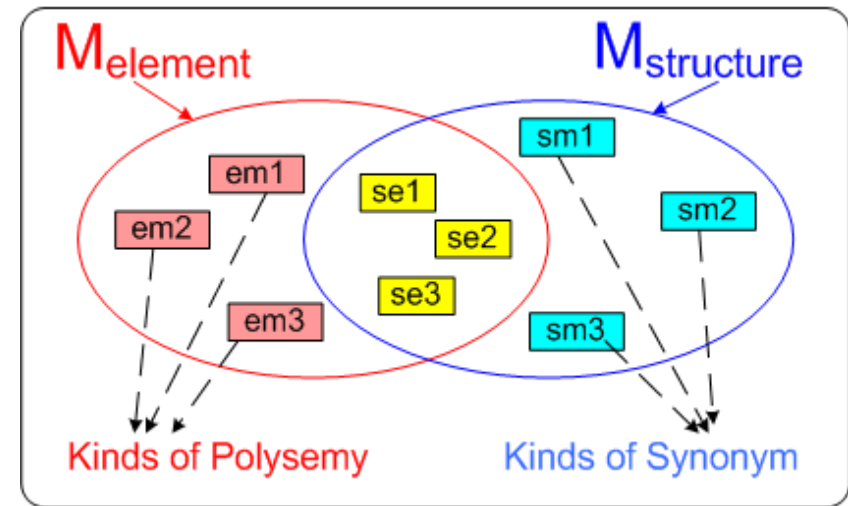 Melement
Mstructure
em1
em2
em3
se1
se2
se3
sm1
sm2
sm3
Kinds of Polysemy
Kinds of Synonym